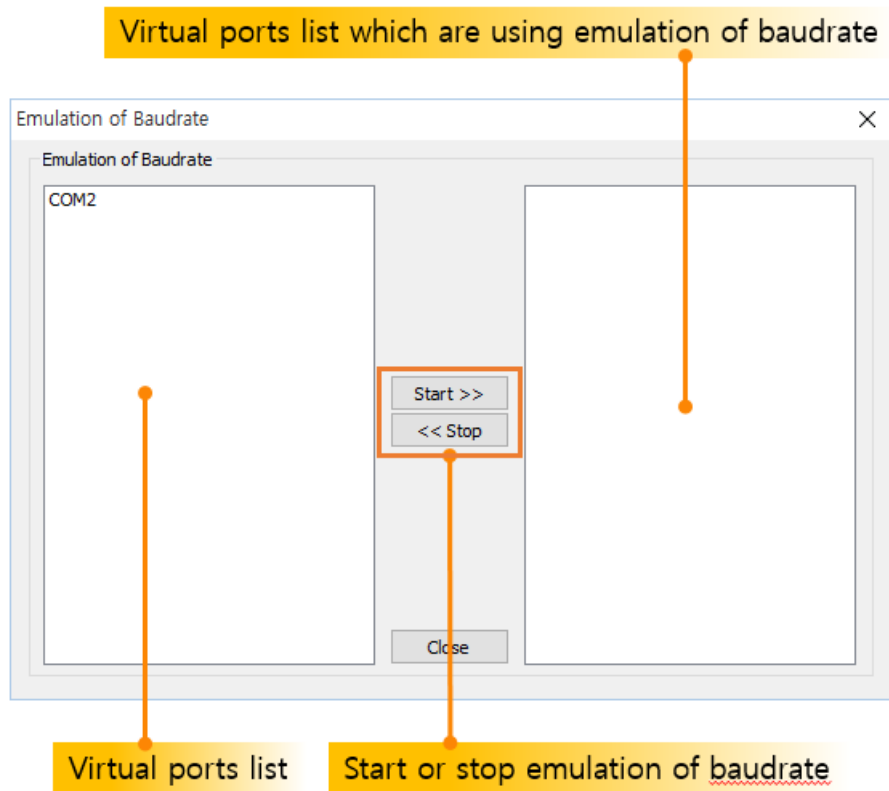 Virtual ports list which are using emulation of baudrate
Emulation of Baudrate
Emulation of Baudrate
COM2
Start >>
<< Stop
Close
Virtual ports list
Start or stop emulation of baudrate